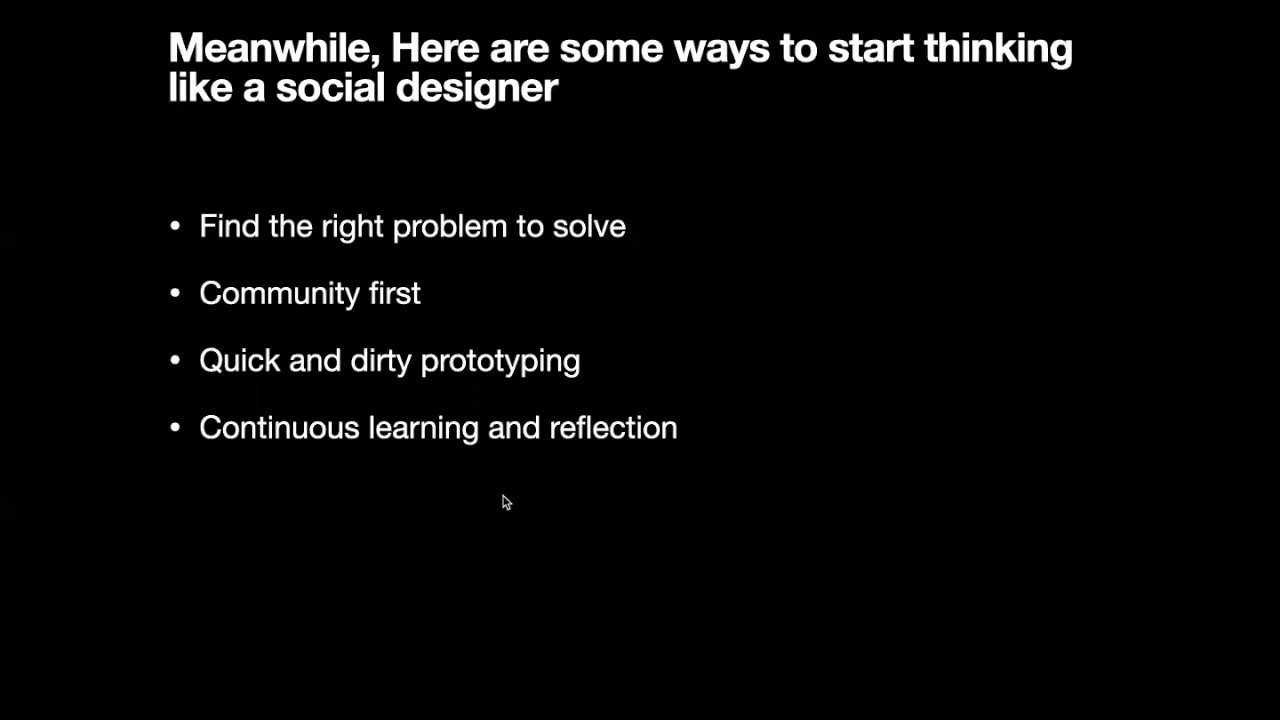 Meanwhile, Here are some ways to start thinking
like a social designer
• Find the right problem to solve
• Community first
• Quick and dirty prototyping
• Continuous learning and reflection